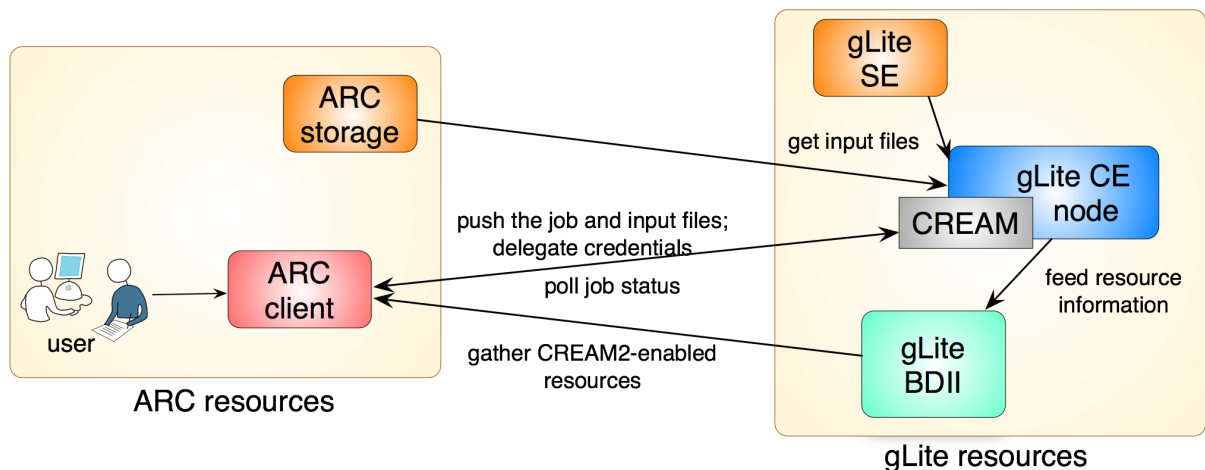 gLite
SE
ARC
storage
get input files
gLite CE
node
CREAM
push the job and input files;
delegate credentials
poll job status
ARC
client
user
feed resource
information
gather CREAM2-enabled
resources
gLite
BDII
ARC resources
gLite resources